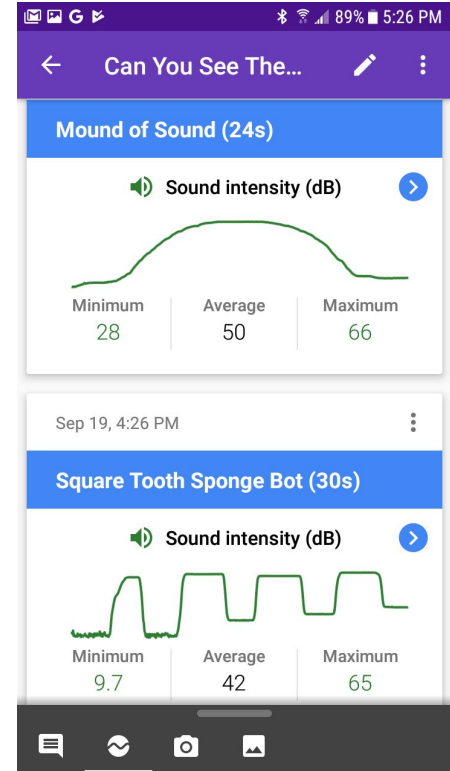 89% 5:26 PM
Can You See The...
Mound of Sound (24s)
Sound intensity (dB)
Minimum Average Maximum
28 50 66
Sep 19, 4:26 PM
Square Tooth Sponge Bot (30s)
Sound intensity (dB)
Minimum Average Maximum
9.7 42 65